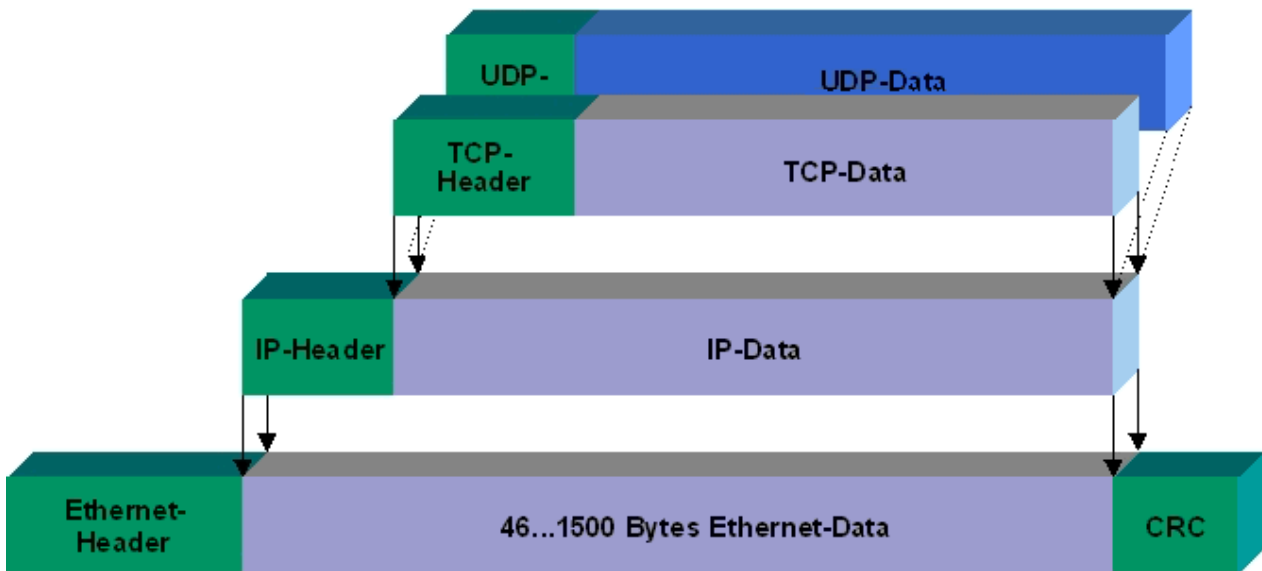 UDP-
UDP-Data
TCP-
Header
TCP-Data
IP-Header
IP-Data
Ethernet-
Header
46...1500 Bytes Ethernet-Data
CRC